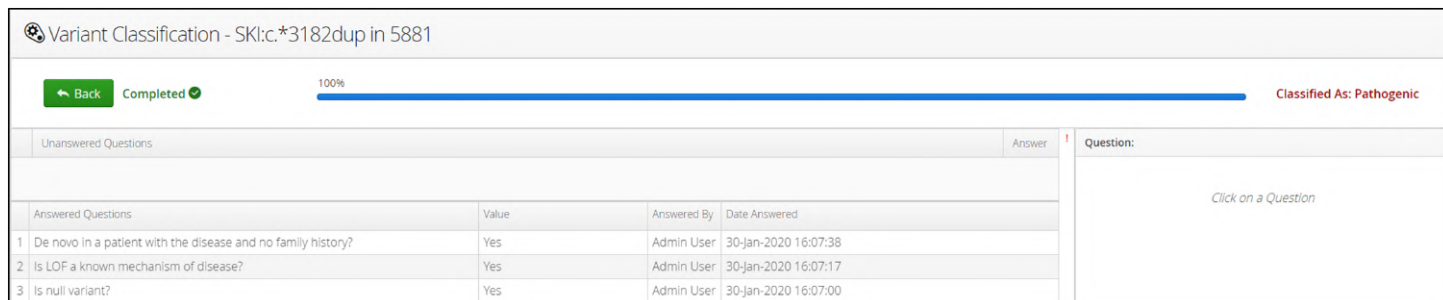 Variant Classification - SKI:c.*3182dup in 5881
Back Completed 100% Classified As: Pathogenic
Unanswered Questions Answer ! Question:
Click on a Question
Answered Questions Value Answered By Date Answered
1 De novo in a patient with the disease and no family history? Yes Admin User 30-Jan-2020 16:07:38
2 Is LOF a known mechanism of disease? Yes Admin User 30-Jan-2020 16:07:17
3 Is null variant? Yes Admin User 30-Jan-2020 16:07:00